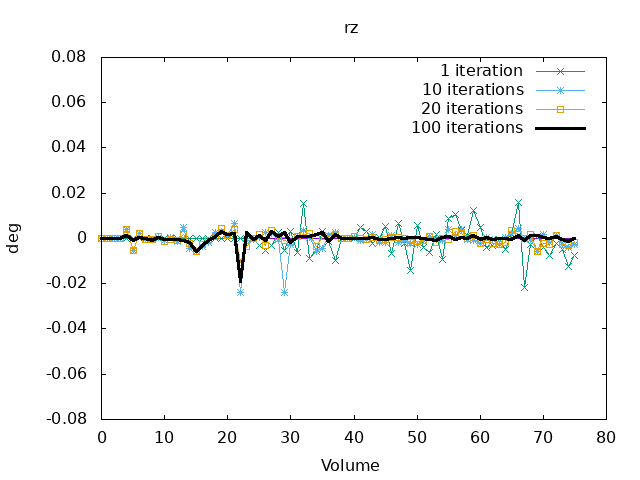 rz
0.08
0.06
0.04
0.02
0
-0.02
-0.04
-0.06
-0.08
deg
1 iteration
10 iterations
20 iterations
100 iterations
0 10 20 30 40 50 60 70 80
Volume